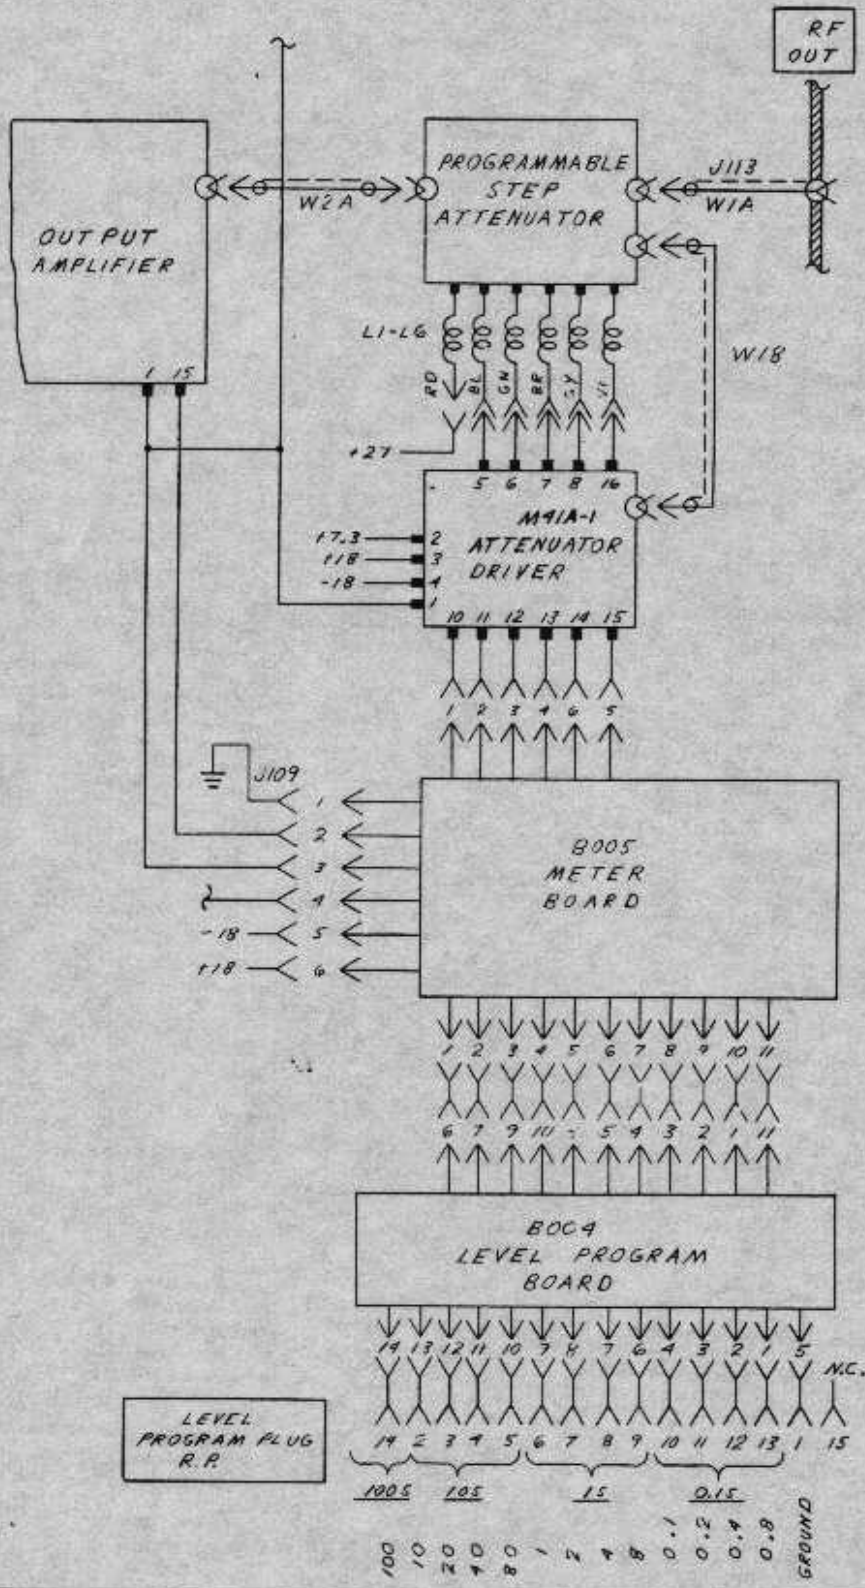 RF
OUT
PROGRAMMABLE
STEP
ATTENUATOR
J113
W1A
W2A
OUTPUT
AMPLIFIER
1 15
L1-L6
RD BL GN BR GY
W18
+27
5 6 7 8 16
M41A-1
ATTENUATOR
DRIVER
+7.3 2
+18 3
-18 4
1
10 11 12 13 14 15
1 2 3 4 6 5
J109
1
2
3
4
-18 5
+18 6
B005
METER
BOARD
1 2 3 4 5 6 7 8 9 10 11
6 7 9 10 5 4 3 2 1 11
B004
LEVEL PROGRAM
BOARD
14 13 12 11 10 7 8 7 6 4 3 2 1 5
N.C.
LEVEL
PROGRAM PLUG
R.P.
14 2 3 4 5 6 7 8 9 10 11 12 13 1 15
100S 10S 1S 0.1S
100 10 20 40 80 1 2 4 8 0.1 0.2 0.4 0.8 GROUND